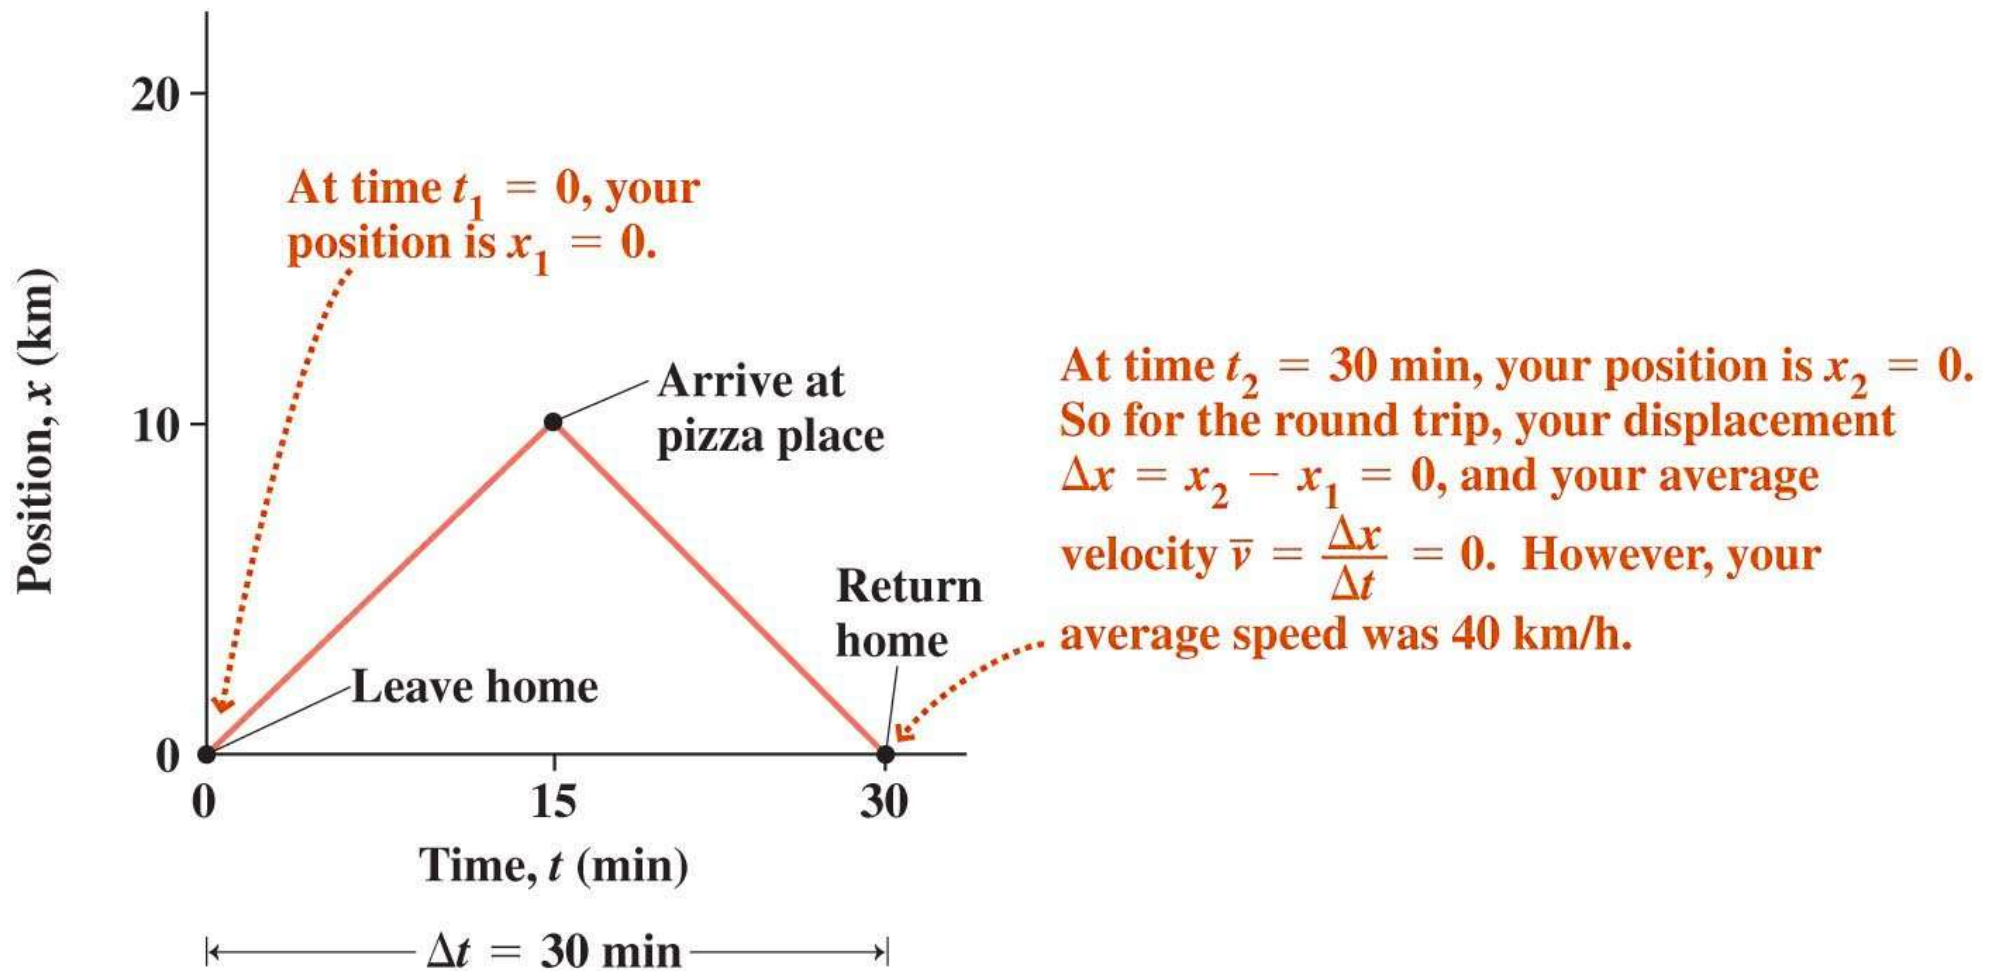 20
At time t₁ = 0, your
position is x₁ = 0.
Position, x (km)
Arrive at
pizza place
10
At time t₂ = 30 min, your position is x₂ = 0.
So for the round trip, your displacement
Δx = x₂ − x₁ = 0, and your average
velocity v̅ = Δx/Δt = 0. However, your
average speed was 40 km/h.
Return
home
Leave home
0
0 15 30
Time, t (min)
Δt = 30 min